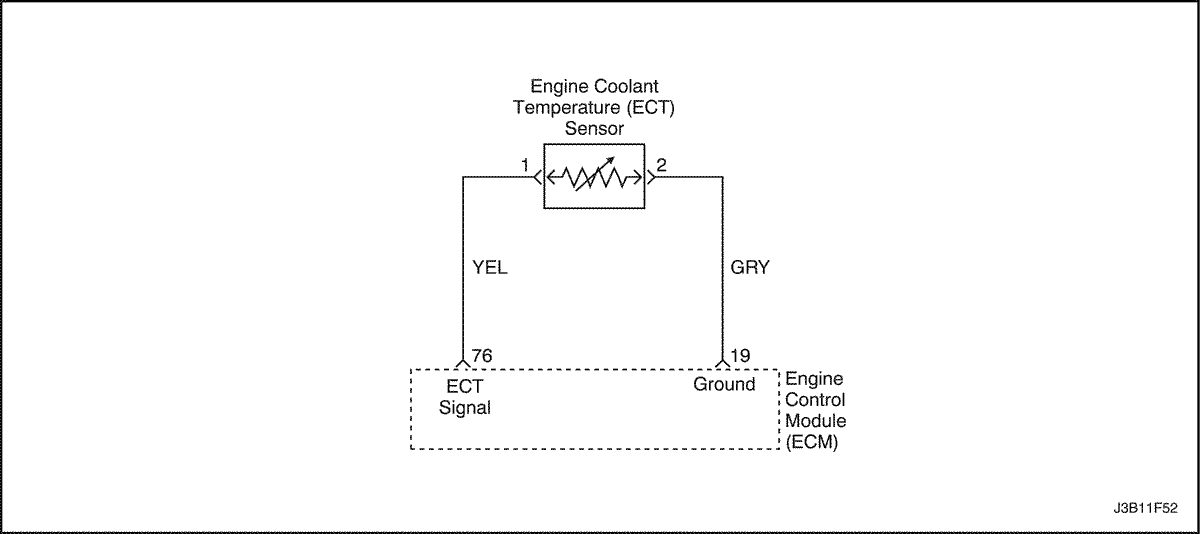 Engine Coolant
Temperature (ECT)
Sensor
1
2
YEL
GRY
76
19
ECT
Signal
Ground
Engine
Control
Module
(ECM)
J3B11F52